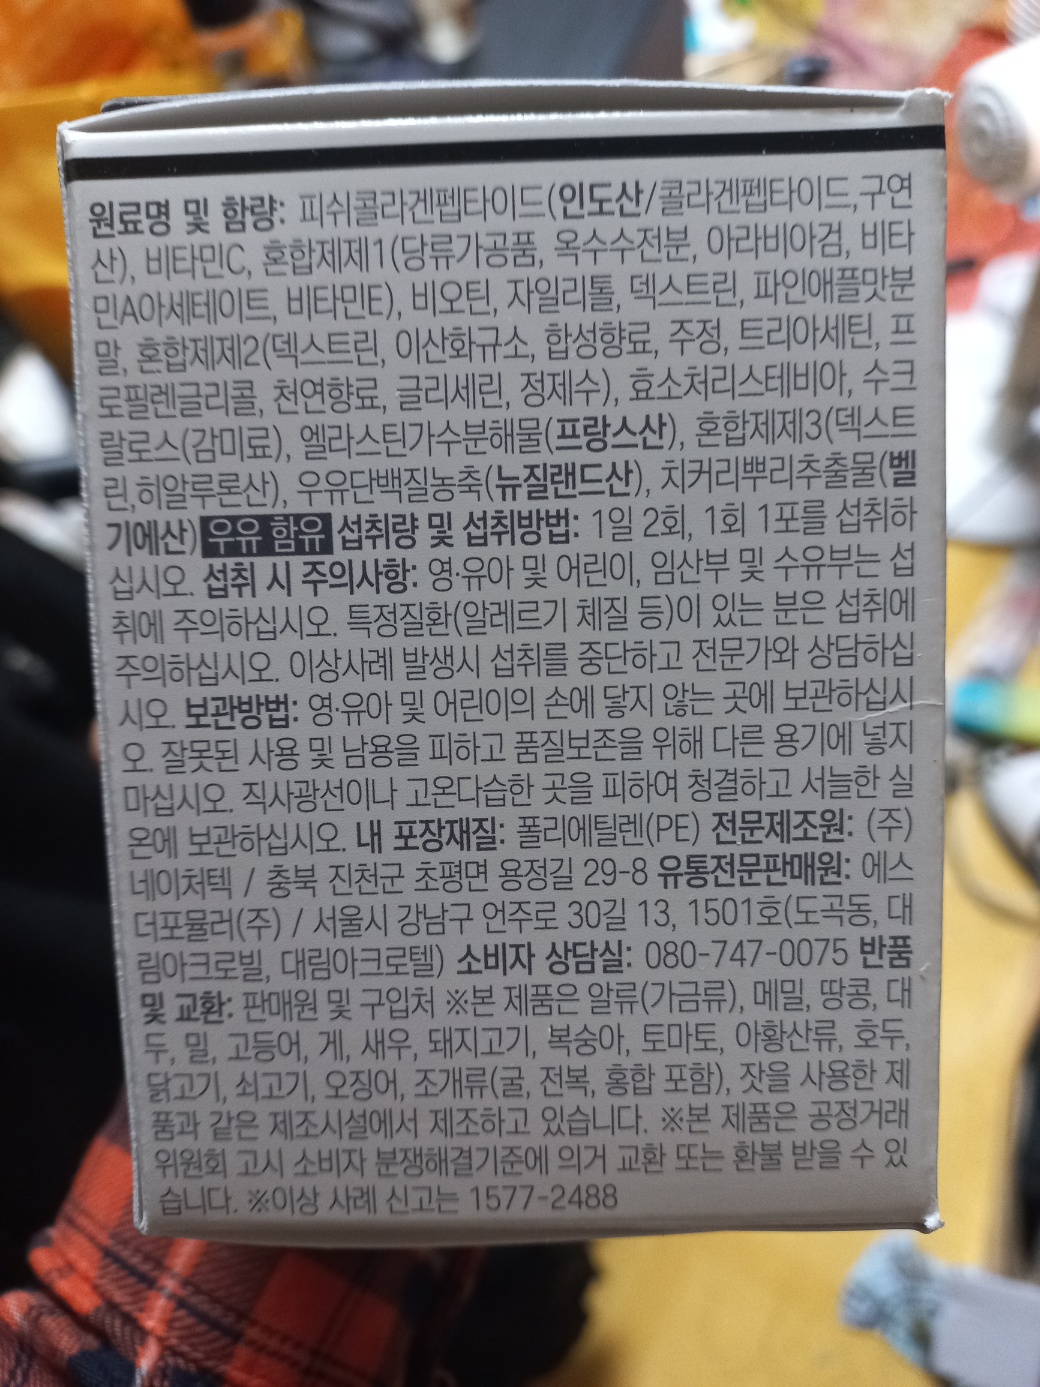 원료명 및 함량: 피쉬콜라겐펩타이드(인도산/콜라겐펩타이드,구연
산), 비타민C, 혼합제제1(당류가공품, 옥수수전분, 아라비아검, 비타
민A아세테이트, 비타민E), 비오틴, 자일리톨, 덱스트린, 파인애플맛분
말, 혼합제제2(덱스트린, 이산화규소, 합성향료, 주정, 트리아세틴, 프
로필렌글리콜, 천연향료, 글리세린, 정제수), 효소처리스테비아, 수크
랄로스(감미료), 엘라스틴가수분해물(프랑스산), 혼합제제3(덱스트
린,히알루론산), 우유단백질농축(뉴질랜드산), 치커리뿌리추출물(벨
기에산) 우유 함유 섭취량 및 섭취방법: 1일 2회, 1회 1포를 섭취하
십시오. 섭취 시 주의사항: 영·유아 및 어린이, 임산부 및 수유부는 섭
취에 주의하십시오. 특정질환(알레르기 체질 등)이 있는 분은 섭취에
주의하십시오. 이상사례 발생시 섭취를 중단하고 전문가와 상담하십
시오. 보관방법: 영·유아 및 어린이의 손에 닿지 않는 곳에 보관하십시
오. 잘못된 사용 및 남용을 피하고 품질보존을 위해 다른 용기에 넣지
마십시오. 직사광선이나 고온다습한 곳을 피하여 청결하고 서늘한 실
온에 보관하십시오. 내 포장재질: 폴리에틸렌(PE) 전문제조원: (주)
네이처텍 / 충북 진천군 초평면 용정길 29-8 유통전문판매원: 에스
더포뮬러(주) / 서울시 강남구 언주로 30길 13, 1501호(도곡동, 대
림아크로빌, 대림아크로텔) 소비자 상담실: 080-747-0075 반품
및 교환: 판매원 및 구입처 ※본 제품은 알류(가금류), 메밀, 땅콩, 대
두, 밀, 고등어, 게, 새우, 돼지고기, 복숭아, 토마토, 아황산류, 호두,
닭고기, 쇠고기, 오징어, 조개류(굴, 전복, 홍합 포함), 잣을 사용한 제
품과 같은 제조시설에서 제조하고 있습니다. ※본 제품은 공정거래
위원회 고시 소비자 분쟁해결기준에 의거 교환 또는 환불 받을 수 있
습니다. ※이상 사례 신고는 1577-2488